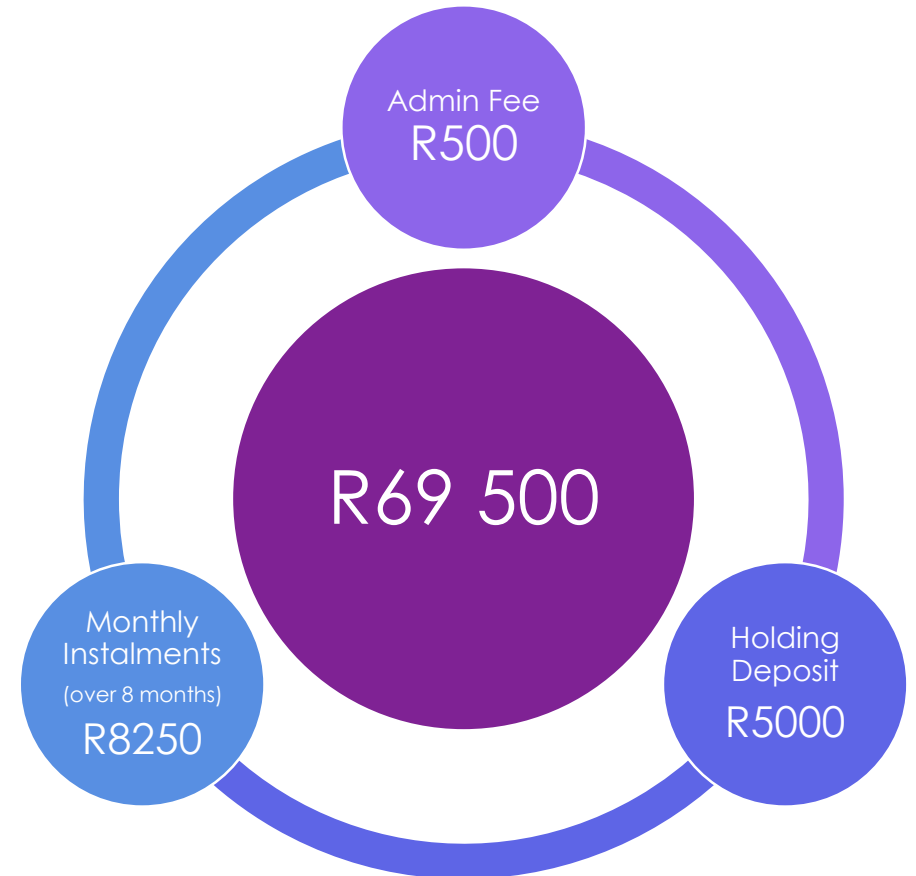 Admin Fee
R500
R69 500
Monthly
Instalments
(over 8 months)
R8250
Holding
Deposit
R5000